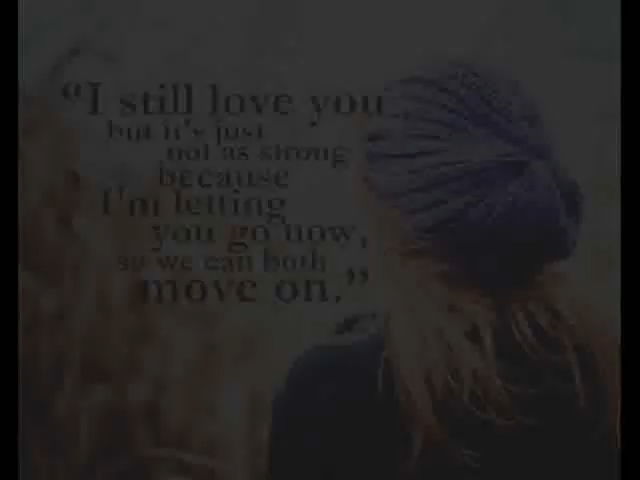 “I still love you
but it's just
not as strong
because
I'm letting
you go now,
so we can both
move on.”